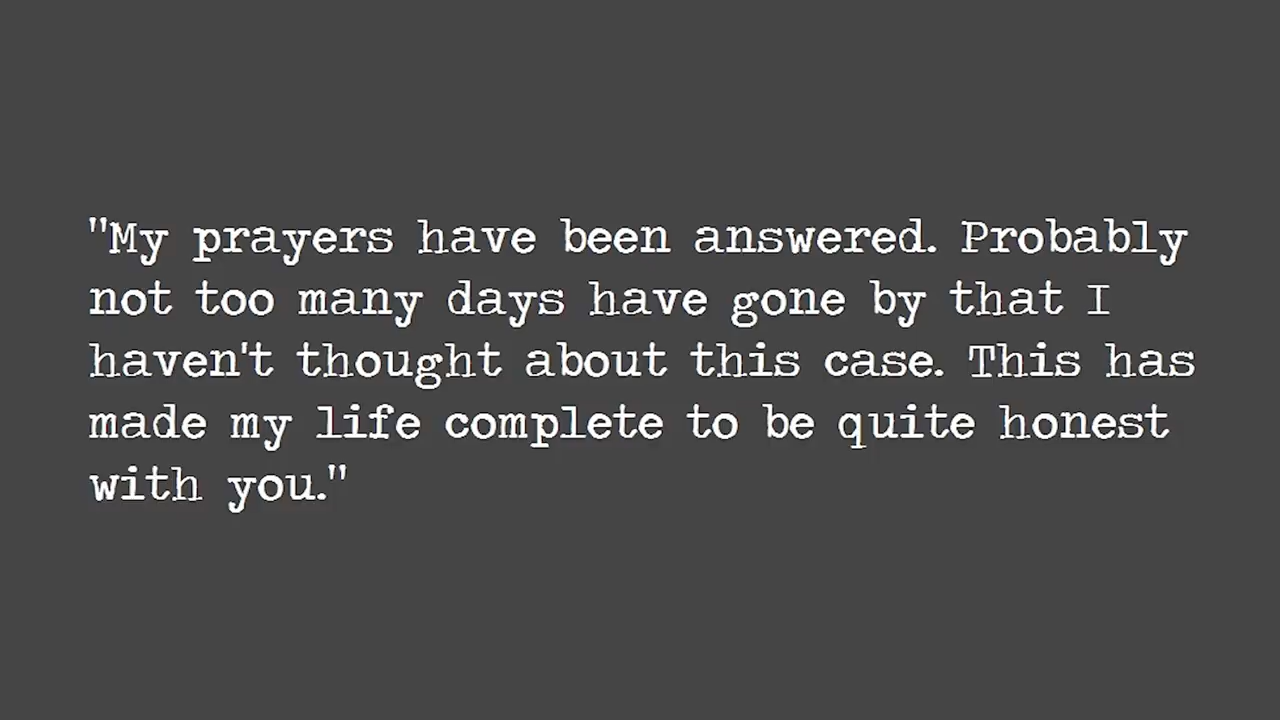 "My prayers have been answered. Probably
not too many days have gone by that I
haven't thought about this case. This has
made my life complete to be quite honest
with you."